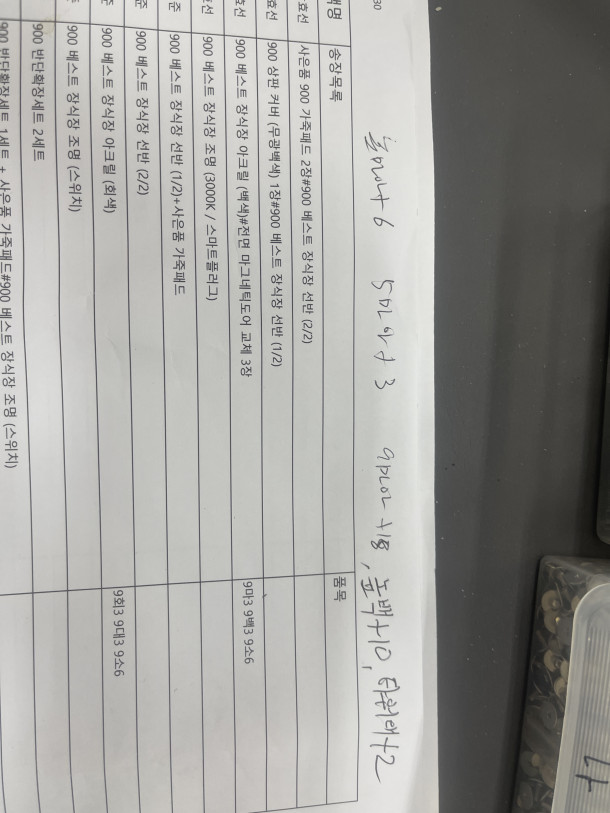 송장목록 품목
사은품 900 가죽패드 2장#900 베스트 장식장 선반 (2/2)
900 상판 커버 (무광백색) 1장#900 베스트 장식장 선반 (1/2)
900 베스트 장식장 아크릴 (백색)#전면 마그네틱도어 교체 3장 9마3 9백3 9소6
900 베스트 장식장 조명 (3000K / 스마트플러그)
900 베스트 장식장 선반 (1/2)+사은품 가죽패드
900 베스트 장식장 선반 (2/2)
900 베스트 장식장 아크릴 (회색) 9회3 9대3 9소6
900 베스트 장식장 조명 (스위치)
900 반단확장세트 2세트
900 반단확장세트 1세트 + 사은품 가죽패드#900 베스트 장식장 조명 (스위치)